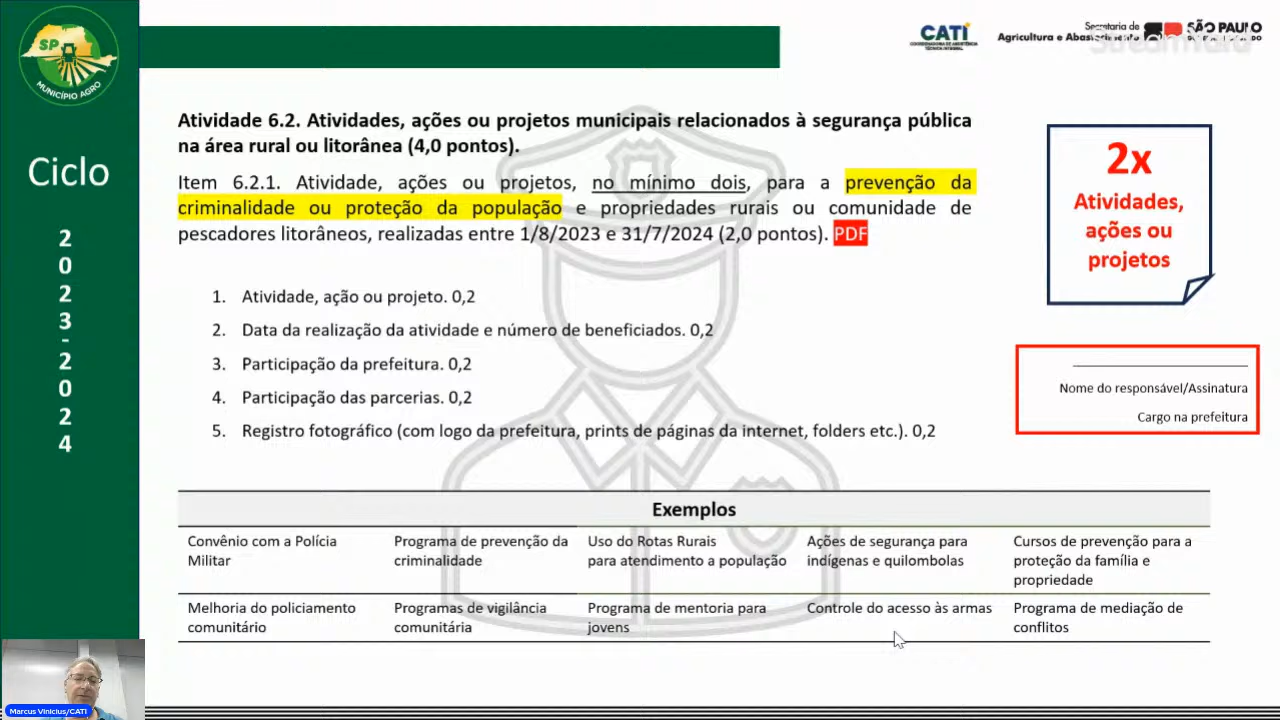 SP
MUNICÍPIO AGRO
CATI
COORDENADORIA DE ASSISTÊNCIA
TÉCNICA INTEGRAL
Secretaria de
Agricultura e Abastecimento
SÃO PAULO
Ciclo
2
0
2
3
-
2
0
2
4
Atividade 6.2. Atividades, ações ou projetos municipais relacionados à segurança pública
na área rural ou litorânea (4,0 pontos).
Item 6.2.1. Atividade, ações ou projetos, no mínimo dois, para a prevenção da
criminalidade ou proteção da população e propriedades rurais ou comunidade de
pescadores litorâneos, realizadas entre 1/8/2023 e 31/7/2024 (2,0 pontos). PDF
1. Atividade, ação ou projeto. 0,2
2. Data da realização da atividade e número de beneficiados. 0,2
3. Participação da prefeitura. 0,2
4. Participação das parcerias. 0,2
5. Registro fotográfico (com logo da prefeitura, prints de páginas da internet, folders etc.). 0,2
2x
Atividades,
ações ou
projetos
Nome do responsável/Assinatura
Cargo na prefeitura
Exemplos
Convênio com a Polícia
Militar
Programa de prevenção da
criminalidade
Uso do Rotas Rurais
para atendimento a população
Ações de segurança para
indígenas e quilombolas
Cursos de prevenção para a
proteção da família e
propriedade
Melhoria do policiamento
comunitário
Programas de vigilância
comunitária
Programa de mentoria para
jovens
Controle do acesso às armas
Programa de mediação de
conflitos
Marcus Vinicius/CATI